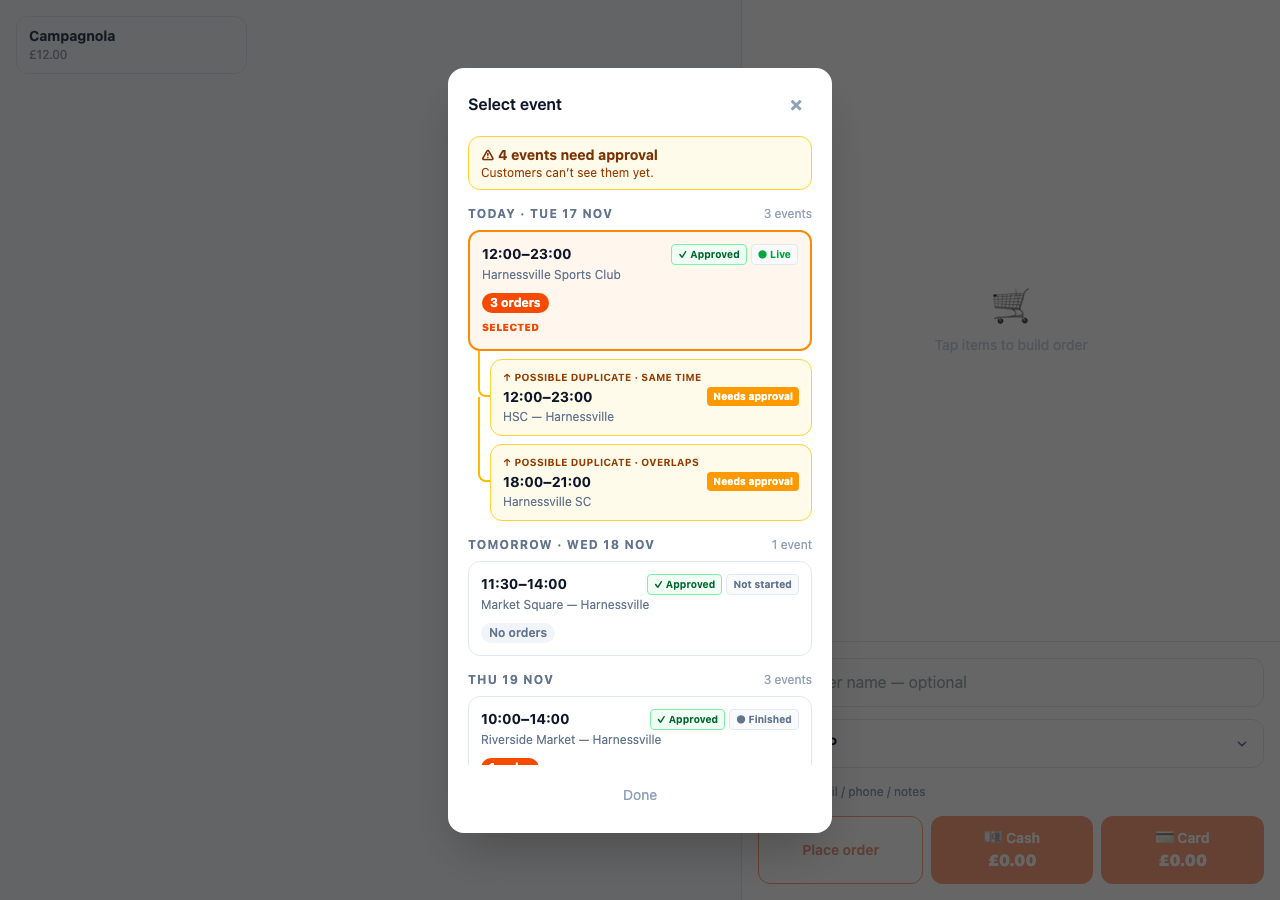 Campagnola
£12.00
Select event
×
⚠ 4 events need approval
Customers can't see them yet.
TODAY · TUE 17 NOV
3 events
12:00–23:00
✓ Approved
● Live
Harnessville Sports Club
3 orders
SELECTED
↑ POSSIBLE DUPLICATE · SAME TIME
12:00–23:00
Needs approval
HSC — Harnessville
↑ POSSIBLE DUPLICATE · OVERLAPS
18:00–21:00
Needs approval
Harnessville SC
TOMORROW · WED 18 NOV
1 event
11:30–14:00
✓ Approved
Not started
Market Square — Harnessville
No orders
THU 19 NOV
3 events
10:00–14:00
✓ Approved
● Finished
Riverside Market — Harnessville
Done
Tap items to build order
name — optional
/ phone / notes
Place order
Cash
£0.00
Card
£0.00